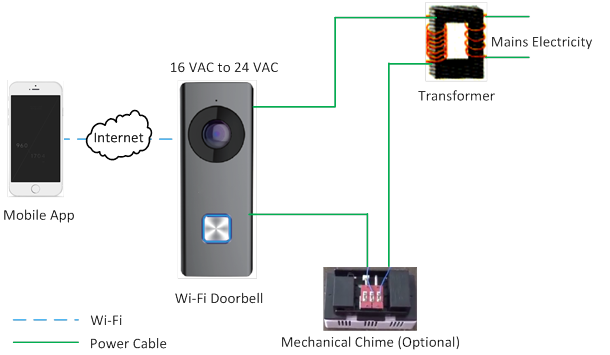 16 VAC to 24 VAC
Mains Electricity
Transformer
Internet
Mobile App
Wi-Fi Doorbell
Mechanical Chime (Optional)
Wi-Fi
Power Cable